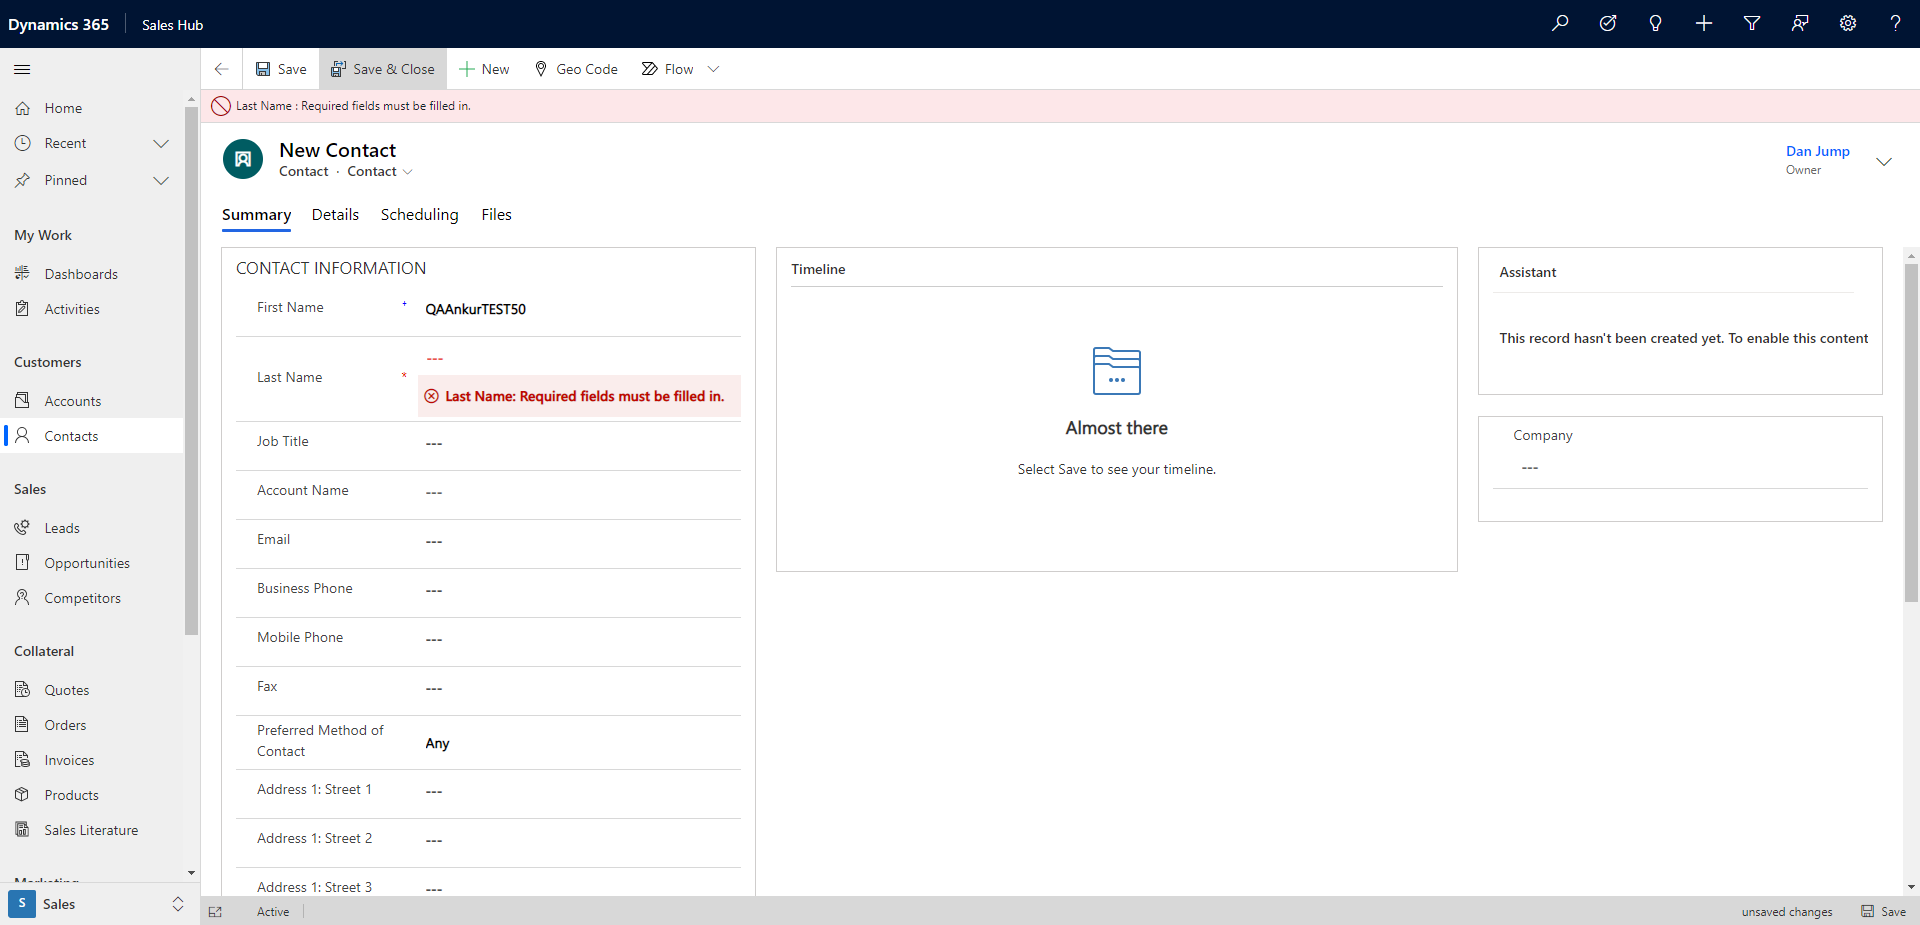 Dynamics 365
Sales Hub
Save
Save & Close
New
Geo Code
Flow
Last Name : Required fields must be filled in.
Home
Recent
Pinned
My Work
Dashboards
Activities
Customers
Accounts
Contacts
Sales
Leads
Opportunities
Competitors
Collateral
Quotes
Orders
Invoices
Products
Sales Literature
Marketing
S
Sales
New Contact
Contact · Contact
Dan Jump
Owner
Summary
Details
Scheduling
Files
CONTACT INFORMATION
First Name + QAAnkurTEST50
---
Last Name *
Last Name: Required fields must be filled in.
Job Title ---
Account Name ---
Email ---
Business Phone ---
Mobile Phone ---
Fax ---
Preferred Method of
Contact
Any
Address 1: Street 1 ---
Address 1: Street 2 ---
Address 1: Street 3 ---
Timeline
Almost there
Select Save to see your timeline.
Assistant
This record hasn't been created yet. To enable this content
Company
---
Active
unsaved changes
Save